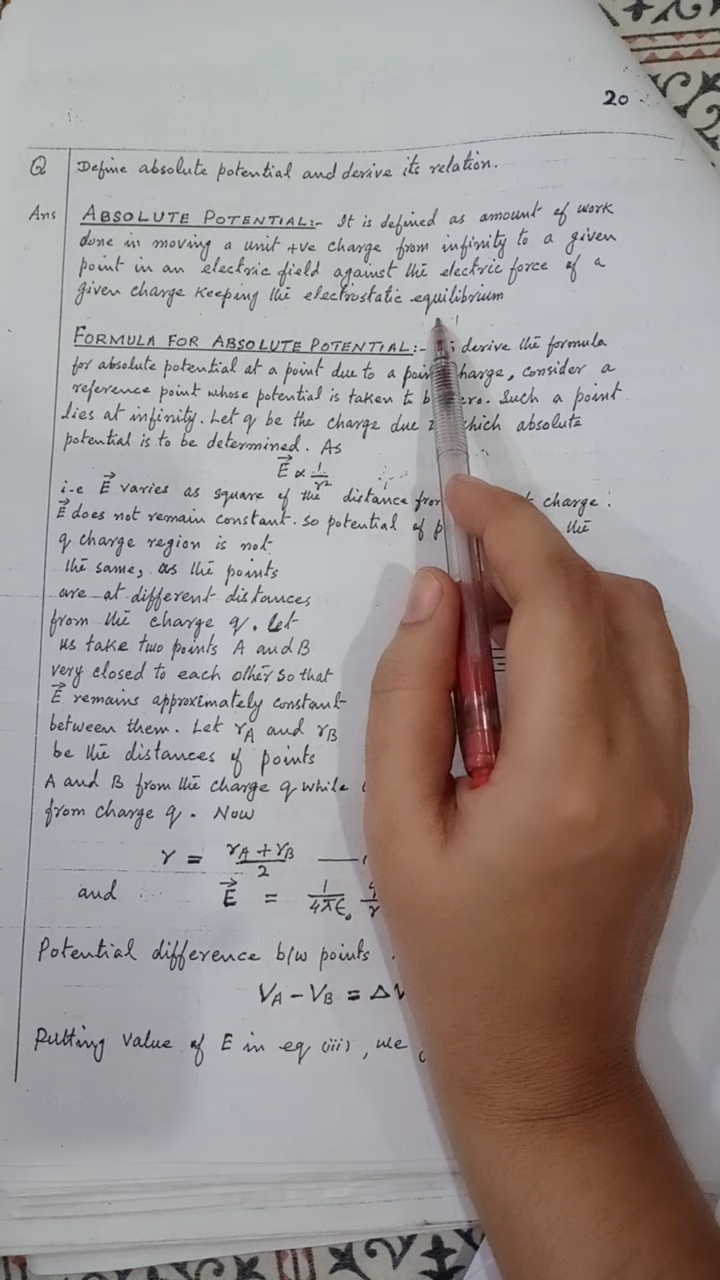 20
Q Define absolute potential and derive its relation.
Ans ABSOLUTE POTENTIAL:- It is defined as amount of work
done in moving a unit +ve charge from infinity to a given
point in an electric field against the electric force of a
given charge keeping the electrostatic equilibrium
FORMULA FOR ABSOLUTE POTENTIAL:- derive the formula
for absolute potential at a point due to a charge, consider a
reference point whose potential is taken to Such a point
lies at infinity. Let q be the charge due which absolute
potential is to be determined. As
E⃗ ∝ 1/r²
i-e E⃗ varies as square of the distance charge.
E⃗ does not remain constant. So potential of the
q charge region is not
the same, as the points
are at different distances
from the charge q. Let
us take two points A and B
very closed to each other so that
E⃗ remains approximately constant
between them. Let rA and rB
be the distances of points
A and B from the charge q while
from charge q. Now
r = rA + rB / 2
and E⃗ = 1/4πε₀
Potential difference b/w points
VA - VB = Δ
Putting value of E in eq (iii), we